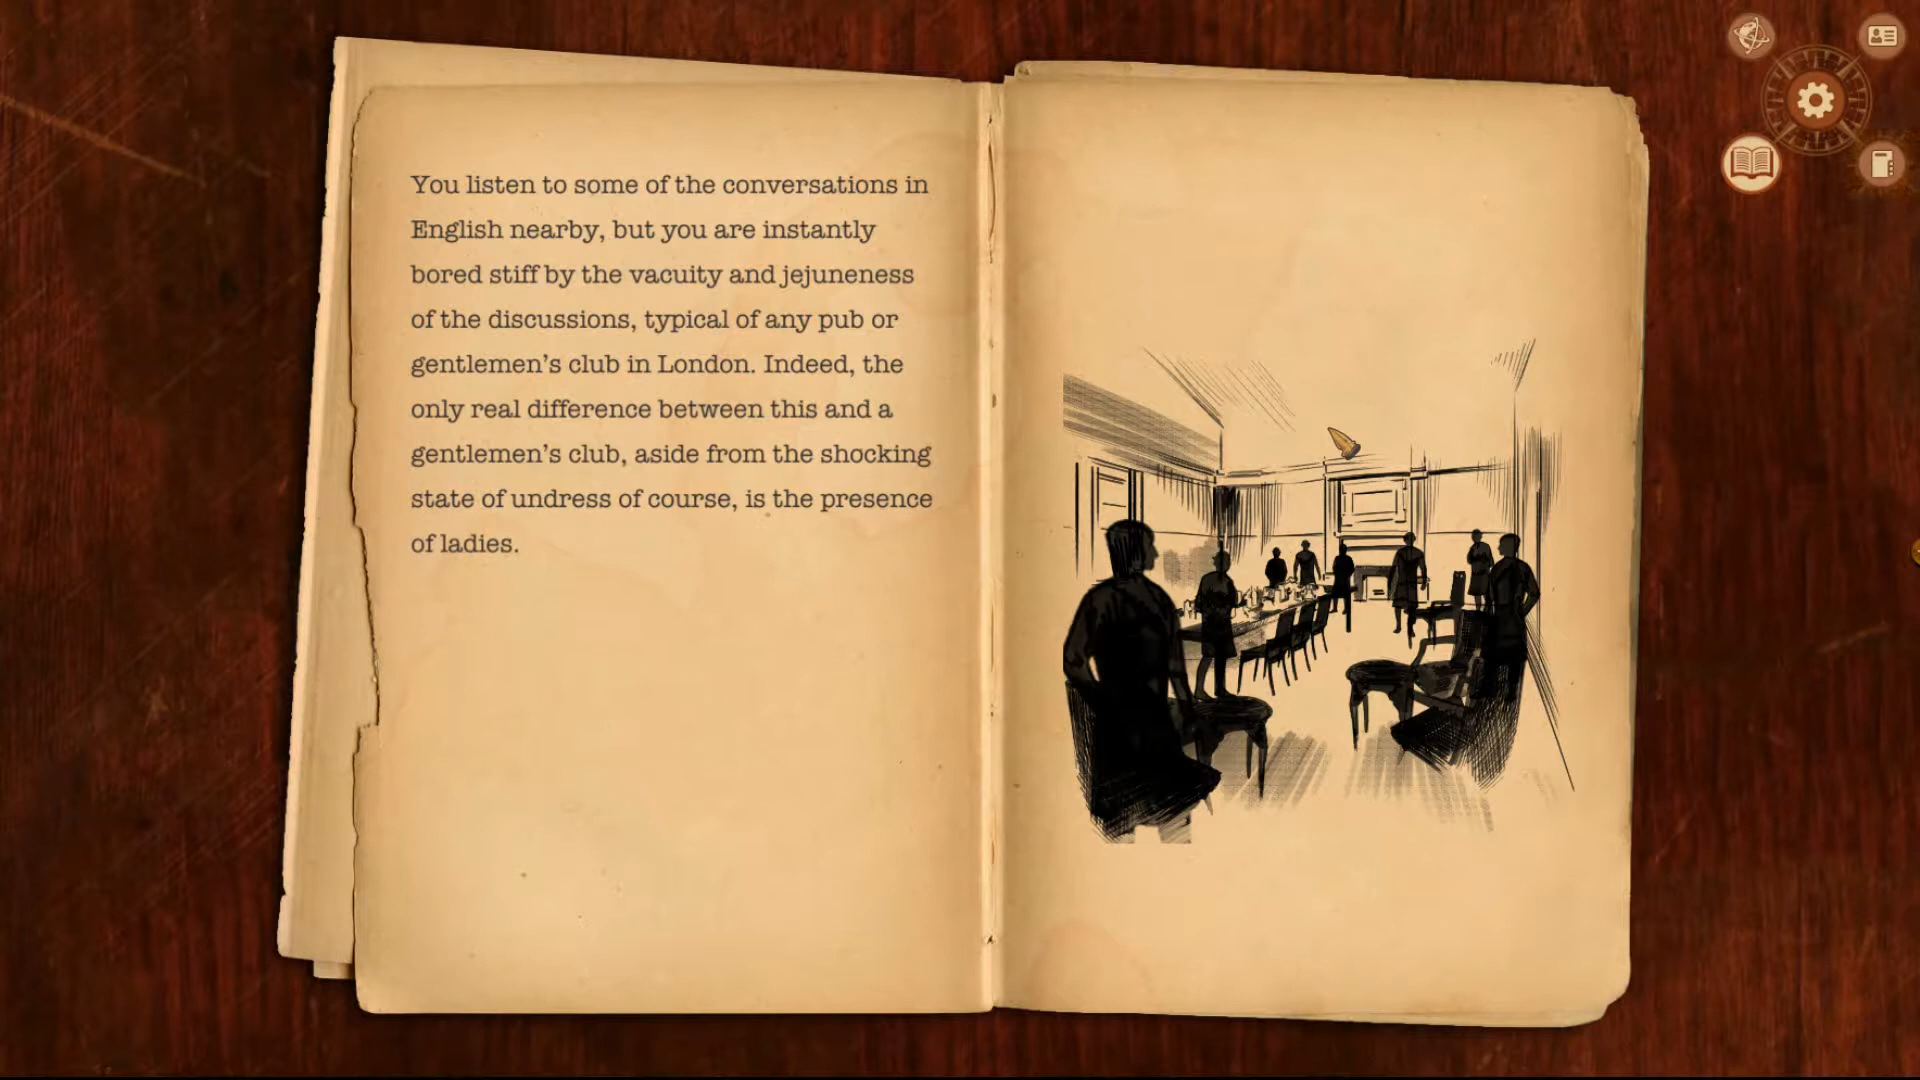 You listen to some of the conversations in
English nearby, but you are instantly
bored stiff by the vacuity and jejuneness
of the discussions, typical of any pub or
gentlemen’s club in London. Indeed, the
only real difference between this and a
gentlemen’s club, aside from the shocking
state of undress of course, is the presence
of ladies.